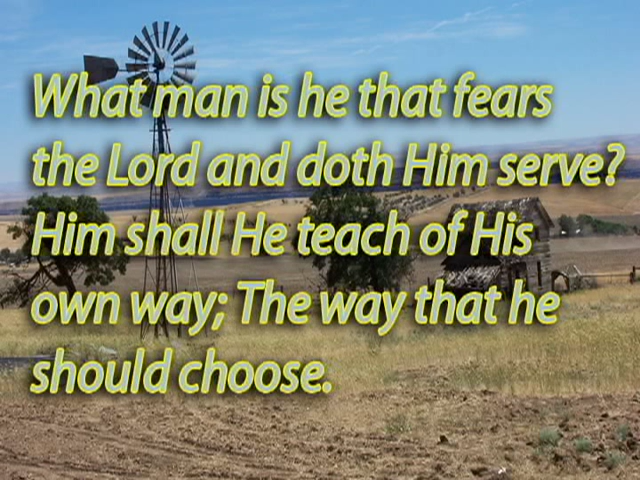 What man is he that fears
the Lord and doth Him serve?
Him shall He teach of His
own way; The way that he
should choose.